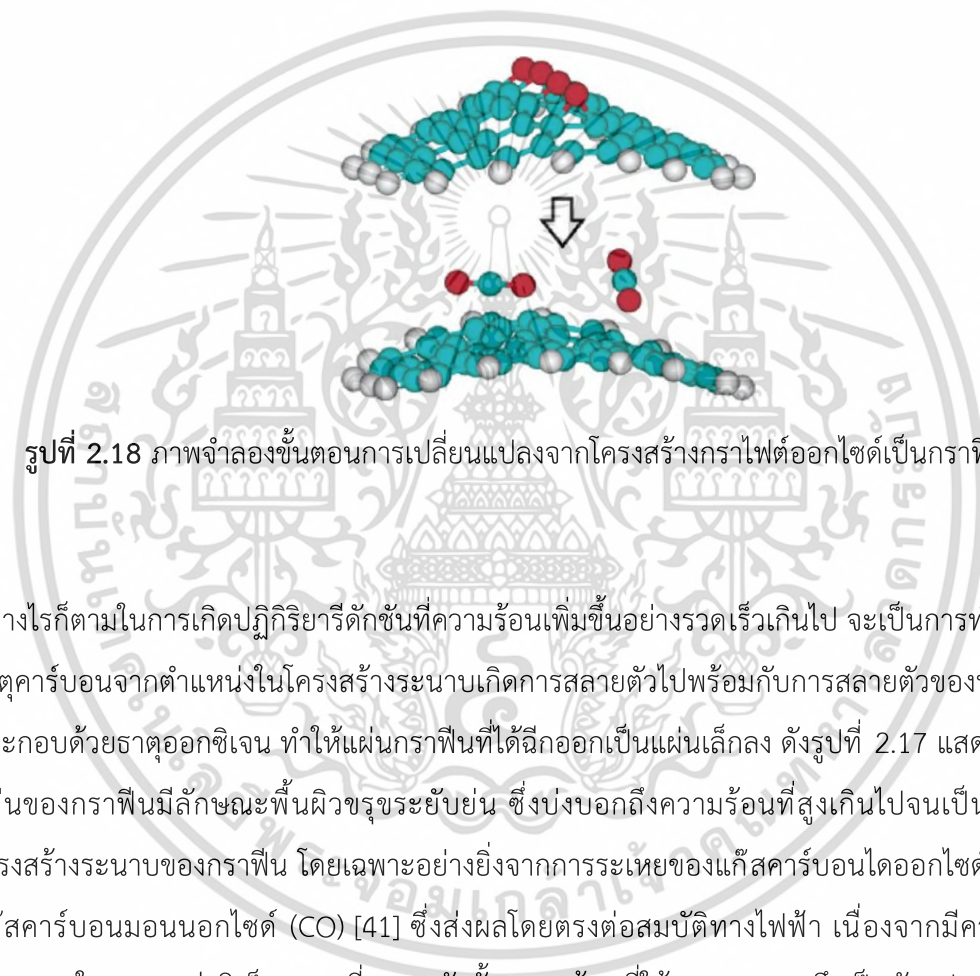 รูปที่ 2.18 ภาพจำลองขั้นตอนการเปลี่ยนแปลงจากโครงสร้างกราไฟต์ออกไซด์เป็น
างไรก็ตามในการเกิดปฏิกิริยารีดักชันที่ความร้อนเพิ่มขึ้นอย่างรวดเร็วเกินไป จะเป็นการ
ตุคาร์บอนจากตำแหน่งในโครงสร้างระนาบเกิดการสลายตัวไปพร้อมกับการสลายตัวของ
ะกอบด้วยธาตุออกซิเจน ทำให้แผ่นกราฟีนที่ได้ฉีกออกเป็นแผ่นเล็กลง ดังรูปที่ 2.17 แสด
นของกราฟีนมีลักษณะพื้นผิวขรุขระยับย่น ซึ่งบ่งบอกถึงความร้อนที่สูงเกินไปจนเป็น
รงสร้างระนาบของกราฟีน โดยเฉพาะอย่างยิ่งจากการระเหยของแก๊สคาร์บอนไดออกไซด์
๊สคาร์บอนมอนนอกไซด์ (CO) [41] ซึ่งส่งผลโดยตรงต่อสมบัติทางไฟฟ้า เนื่องจากมี